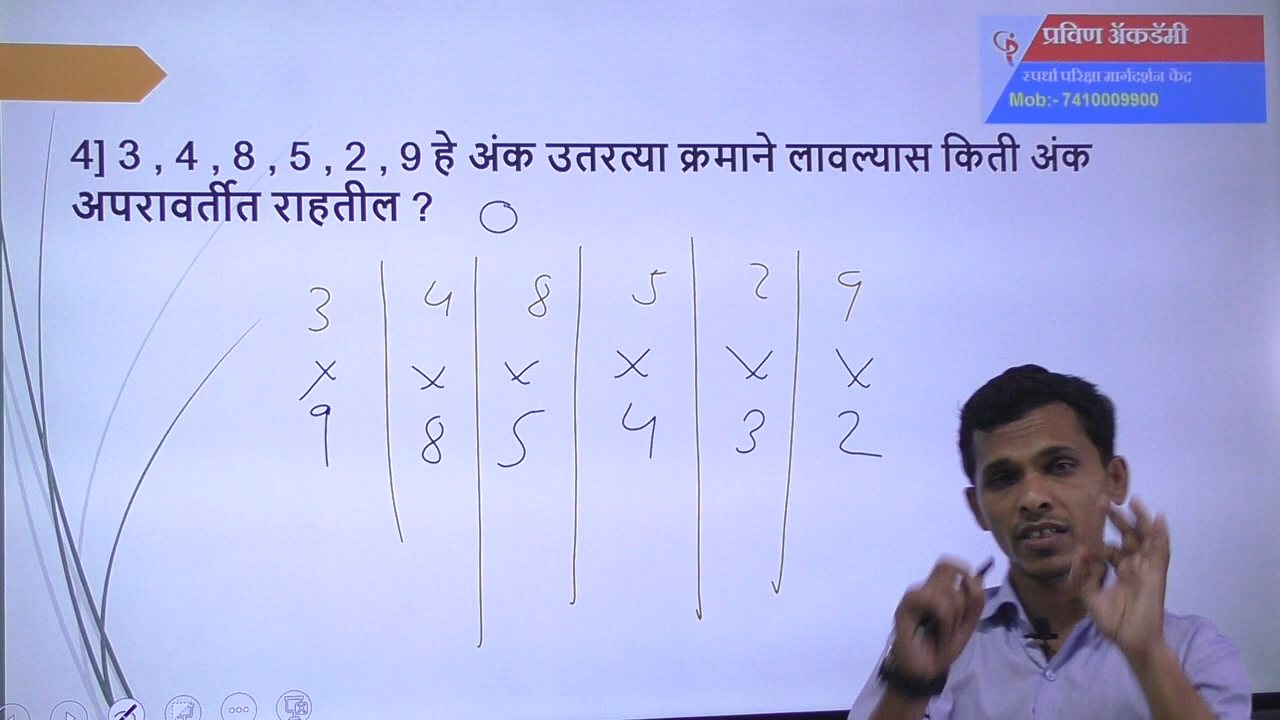 प्रविण ॲकडॅमी
स्पर्धा परिक्षा मार्गदर्शन केंद्र
Mob:- 7410009900
4] 3 , 4 , 8 , 5 , 2 , 9 हे अंक उतरत्या क्रमाने लावल्यास किती अंक
अपरावर्तीत राहतील ?
3 4 8 5 2 9
× × × × × ×
9 8 5 4 3 2